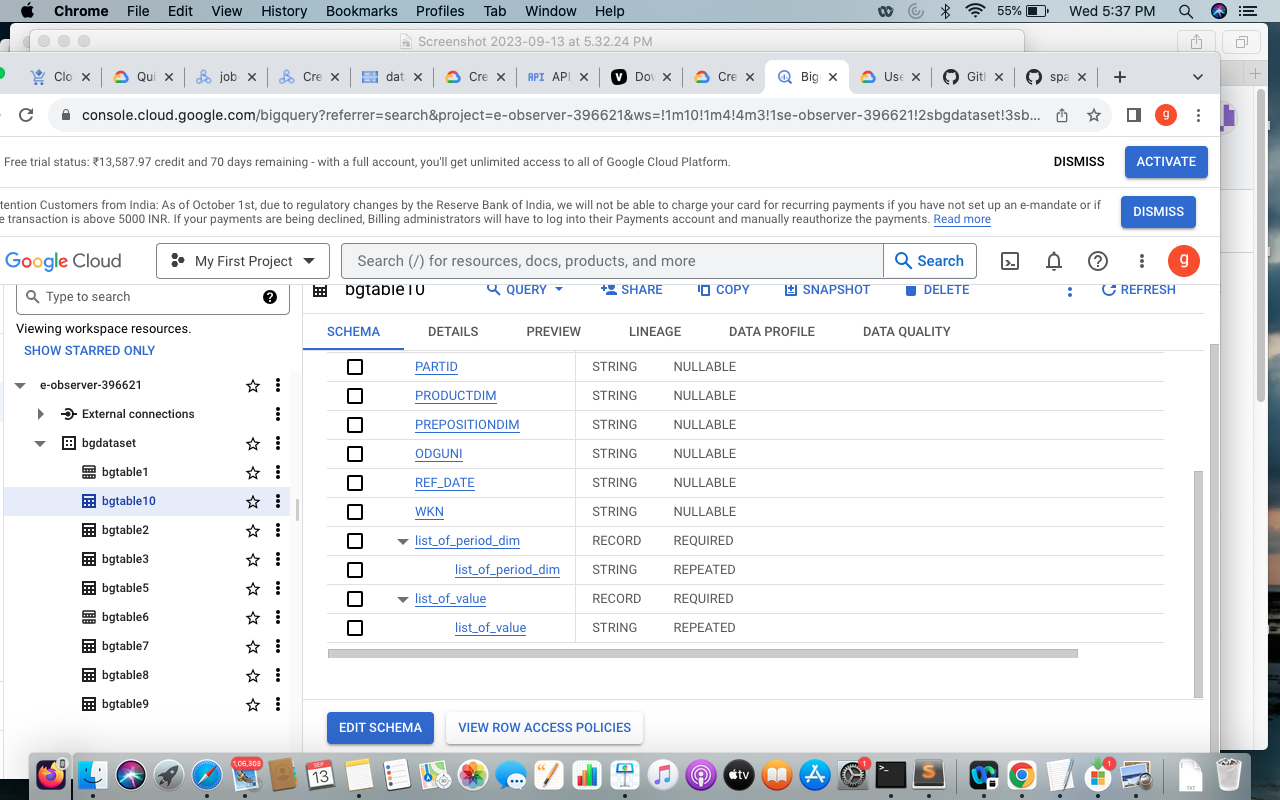 Chrome File Edit View History Bookmarks Profiles Tab Window Help 55% Wed 5:37 PM
Screenshot 2023-09-13 at 5.32.24 PM
Clo Qui job Cre dat Cre API API Dov Cre Big Use Gitl spa
console.cloud.google.com/bigquery?referrer=search&project=e-observer-396621&ws=!1m10!1m4!4m3!1se-observer-396621!2sbgdataset!3sb... g
Free trial status: ₹13,587.97 credit and 70 days remaining - with a full account, you'll get unlimited access to all of Google Cloud Platform. DISMISS ACTIVATE
tention Customers from India: As of October 1st, due to regulatory changes by the Reserve Bank of India, we will not be able to charge your card for recurring payments if you have not set up an e-mandate or if
e transaction is above 5000 INR. If your payments are being declined, Billing administrators will have to log into their Payments account and manually reauthorize the payments. Read more DISMISS
Google Cloud My First Project Search (/) for resources, docs, products, and more Search g
Type to search
bgtable10 QUERY SHARE COPY SNAPSHOT DELETE REFRESH
Viewing workspace resources.
SHOW STARRED ONLY
SCHEMA DETAILS PREVIEW LINEAGE DATA PROFILE DATA QUALITY
e-observer-396621
External connections
bgdataset
bgtable1
bgtable10
bgtable2
bgtable3
bgtable5
bgtable6
bgtable7
bgtable8
bgtable9
PARTID STRING NULLABLE
PRODUCTDIM STRING NULLABLE
PREPOSITIONDIM STRING NULLABLE
ODGUNI STRING NULLABLE
REF_DATE STRING NULLABLE
WKN STRING NULLABLE
list_of_period_dim RECORD REQUIRED
list_of_period_dim STRING REPEATED
list_of_value RECORD REQUIRED
list_of_value STRING REPEATED
EDIT SCHEMA VIEW ROW ACCESS POLICIES
1,06,303 SEP 13 tv 1 1 TXT